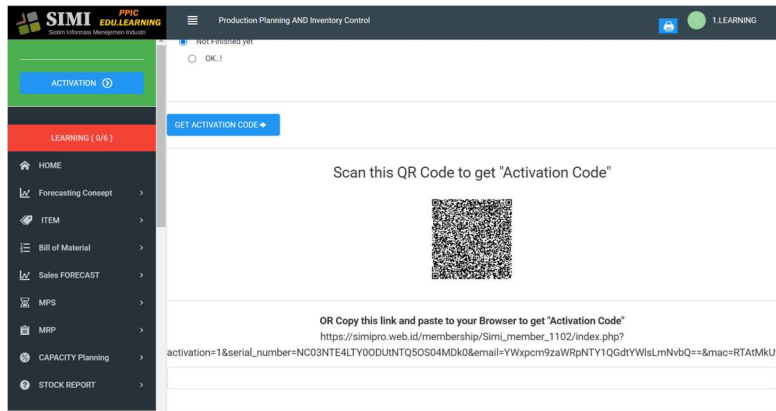 PPIC
SIMI EDU.LEARNING
Sistim Informasi Menejemen Industri
Production Planning AND Inventory Control
1.LEARNING
Not Finished yet
OK..!
ACTIVATION
GET ACTIVATION CODE
LEARNING ( 0/6 )
HOME
Forecasting Consept
ITEM
Bill of Material
Sales FORECAST
MPS
MRP
CAPACITY Planning
STOCK REPORT
Scan this QR Code to get "Activation Code"
OR Copy this link and paste to your Browser to get "Activation Code"
https://simipro.web.id/membership/Simi_member_1102/index.php?
activation=1&serial_number=NC03NTE4LTY0ODUtNTQ5OS04MDk0&email=YWxpcm9zaWRpNTY1QGdtYWlsLmNvbQ==&mac=RTAtMkU